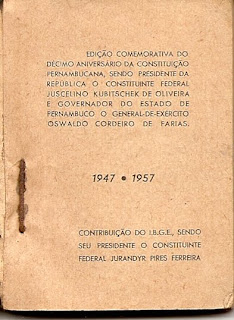 EDIÇÃO COMEMORATIVA DO
DÉCIMO ANIVERSÁRIO DA CONSTITUIÇÃO
PERNAMBUCANA, SENDO PRESIDENTE DA
REPÚBLICA O CONSTITUINTE FEDERAL
JUSCELINO KUBITSCHEK DE OLIVEIRA
E GOVERNADOR DO ESTADO DE
PERNAMBUCO O GENERAL-DE-EXERCITO
OSWALDO CORDEIRO DE FARIAS.
1947 • 1957
CONTRIBUIÇÃO DO I.B.G.E., SENDO
SEU PRESIDENTE O CONSTITUINTE
FEDERAL JURANDYR PIRES FERREIRA